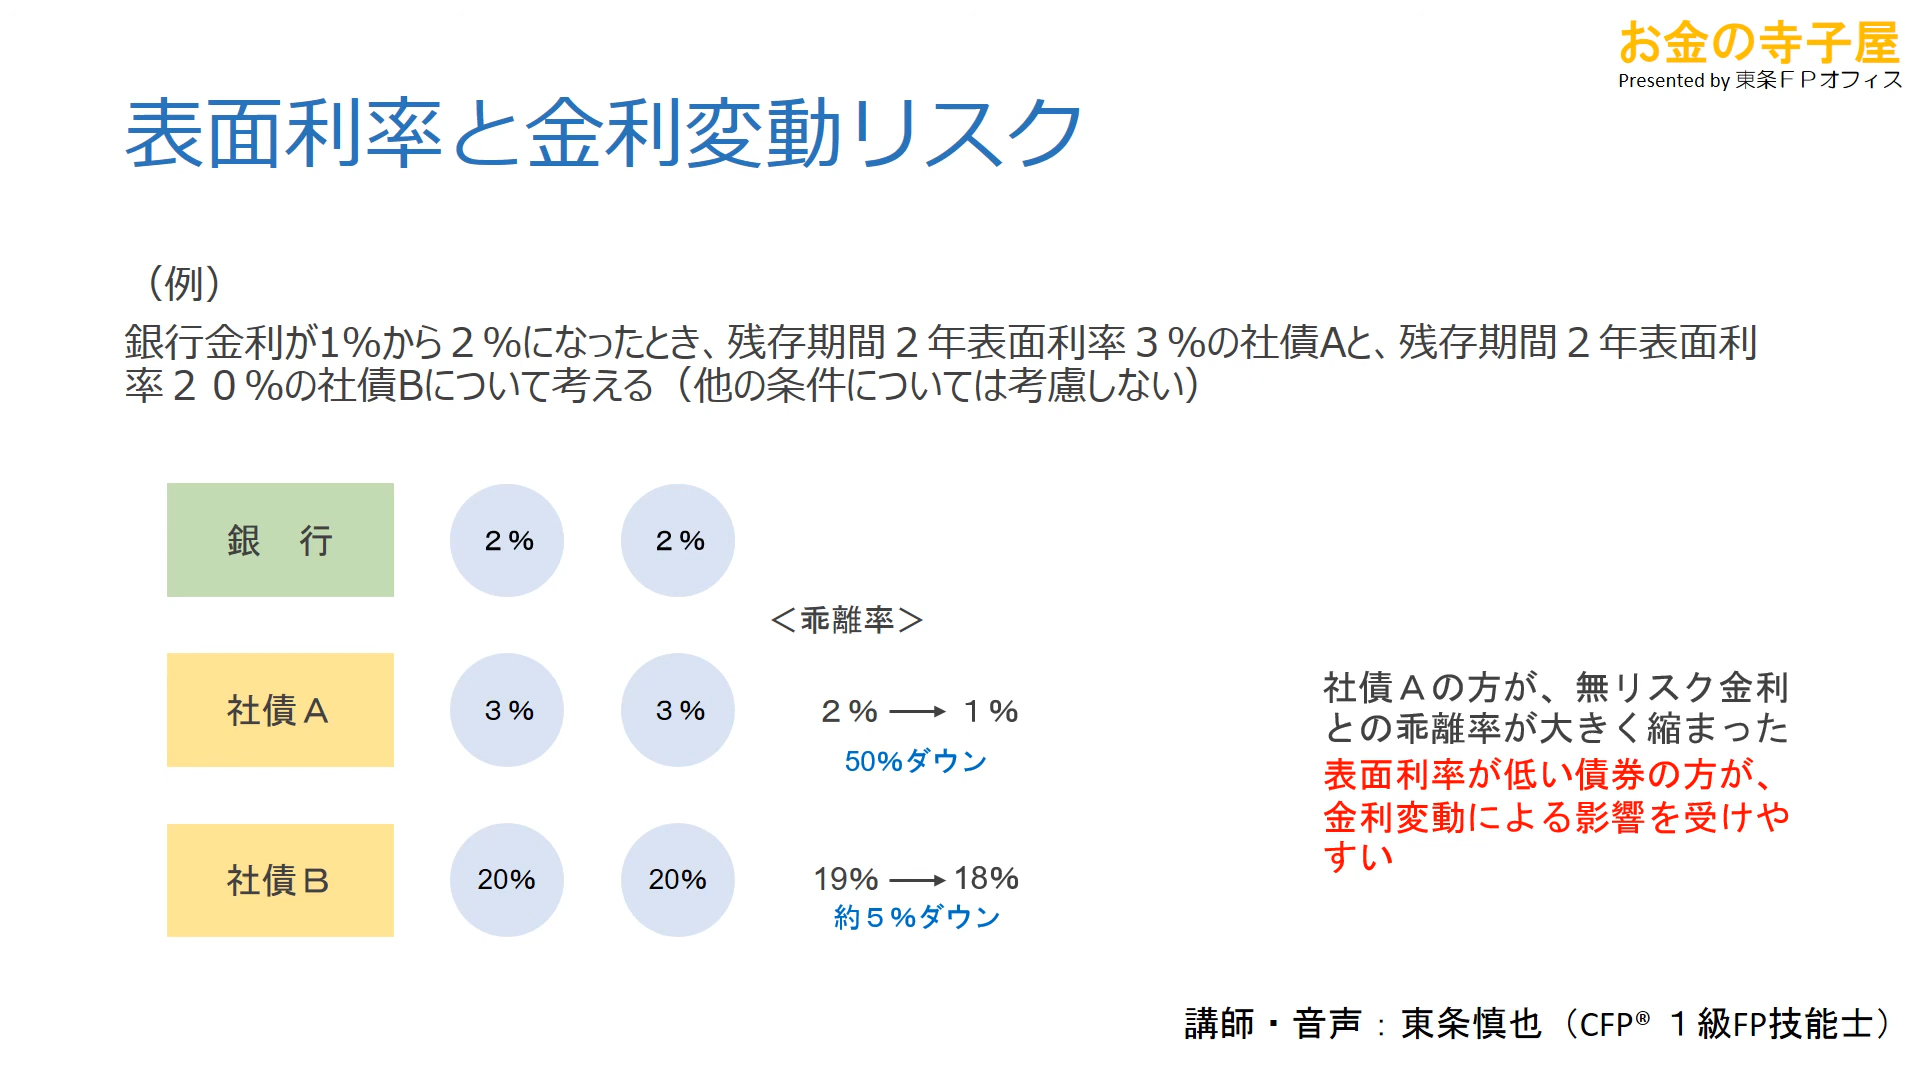 お金の寺子屋
Presented by 東条ＦＰオフィス
表面利率と金利変動リスク
（例）
銀行金利が1%から２%になったとき、残存期間２年表面利率３%の社債Aと、残存期間２年表面利
率２０%の社債Bについて考える（他の条件については考慮しない）
銀　行
２%
２%
＜乖離率＞
社債Ａ
３%
３%
２% → １%
50%ダウン
社債Ｂ
20%
20%
19% → 18%
約５%ダウン
社債Ａの方が、無リスク金利
との乖離率が大きく縮まった
表面利率が低い債券の方が、
金利変動による影響を受けや
すい
講師・音声：東条慎也（CFP® １級FP技能士）